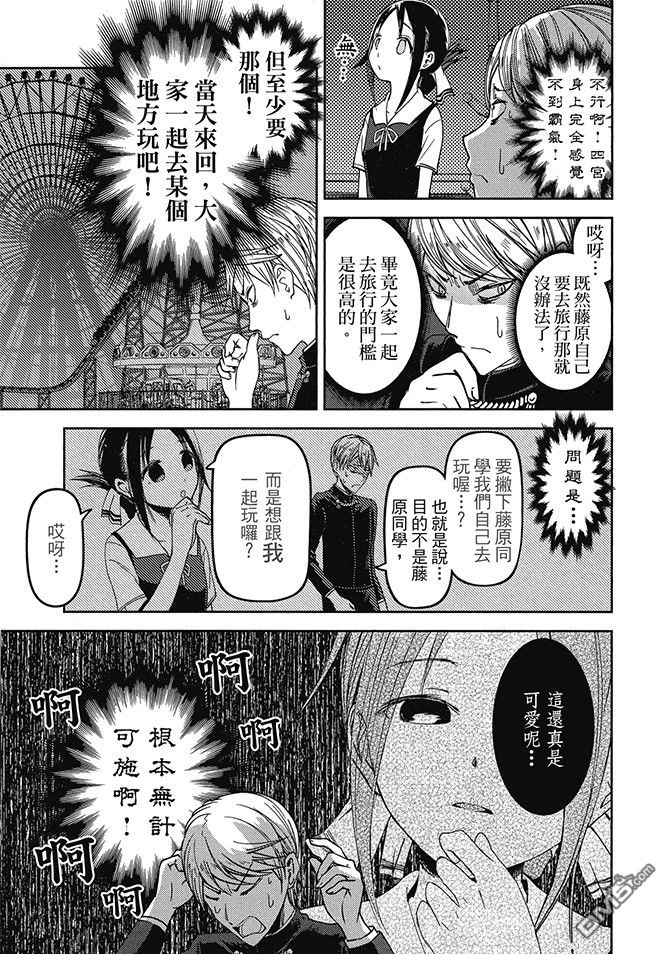 不行啊！四宮
身上完全感覺
不到霸氣！
無…
但至少要
那個！
當天來回，大
家一起去某個
地方玩吧！
哎呀…
既然藤原自己
要去旅行那就
沒辦法了，
畢竟大家一起
去旅行的門檻
是很高的。
問題是…
要撇下藤原同
學我們自己去
玩喔…？
也就是說…
目的不是藤
原同學，
而是想跟我
一起玩囉？
哎呀…
這還真是
可愛呢…
根本無計
可施啊！
啊
啊
啊
啊
啊